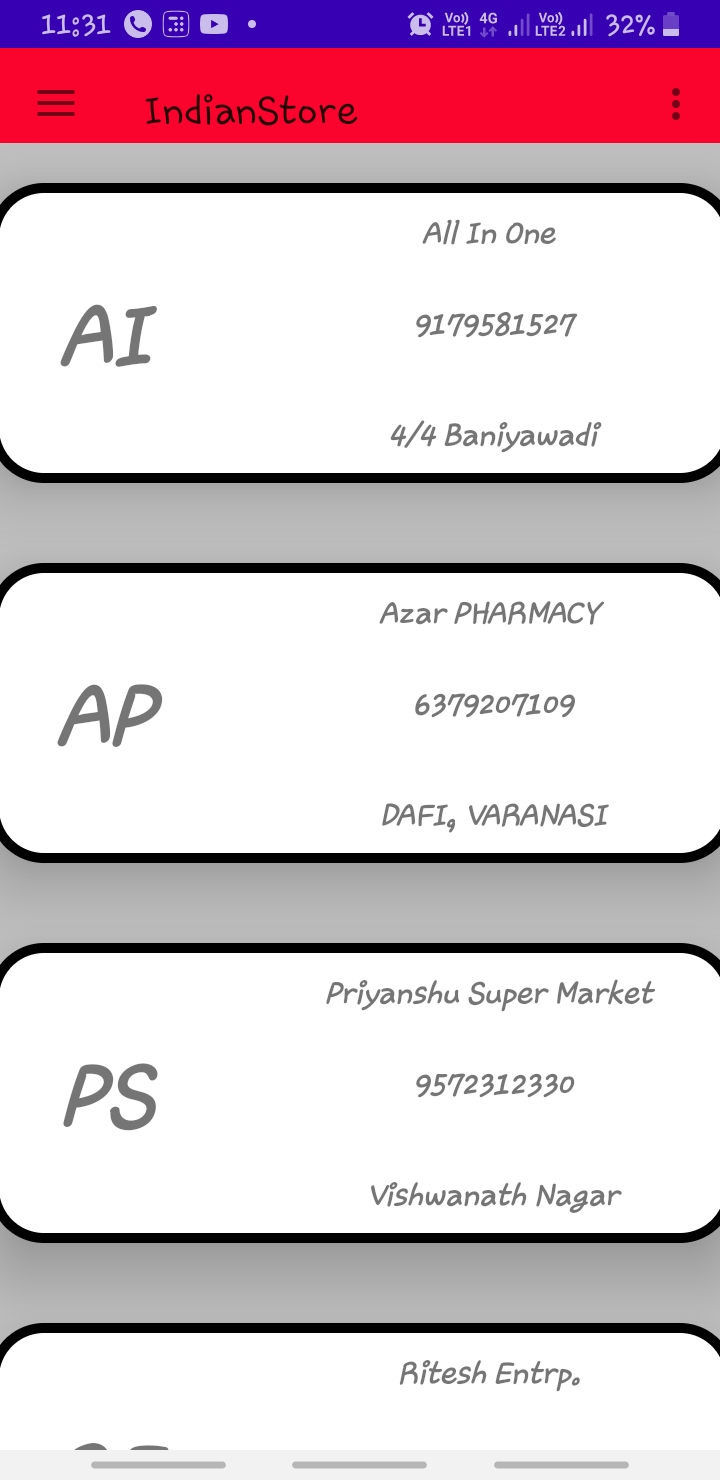 11:31 Vo)) LTE1 4G Vo)) LTE2 32%
IndianStore
All In One
AI
9179581527
4/4 Baniyawadi
Azar PHARMACY
AP
6379207109
DAFI, VARANASI
Priyanshu Super Market
PS
9572312330
Vishwanath Nagar
Ritesh Entrp.